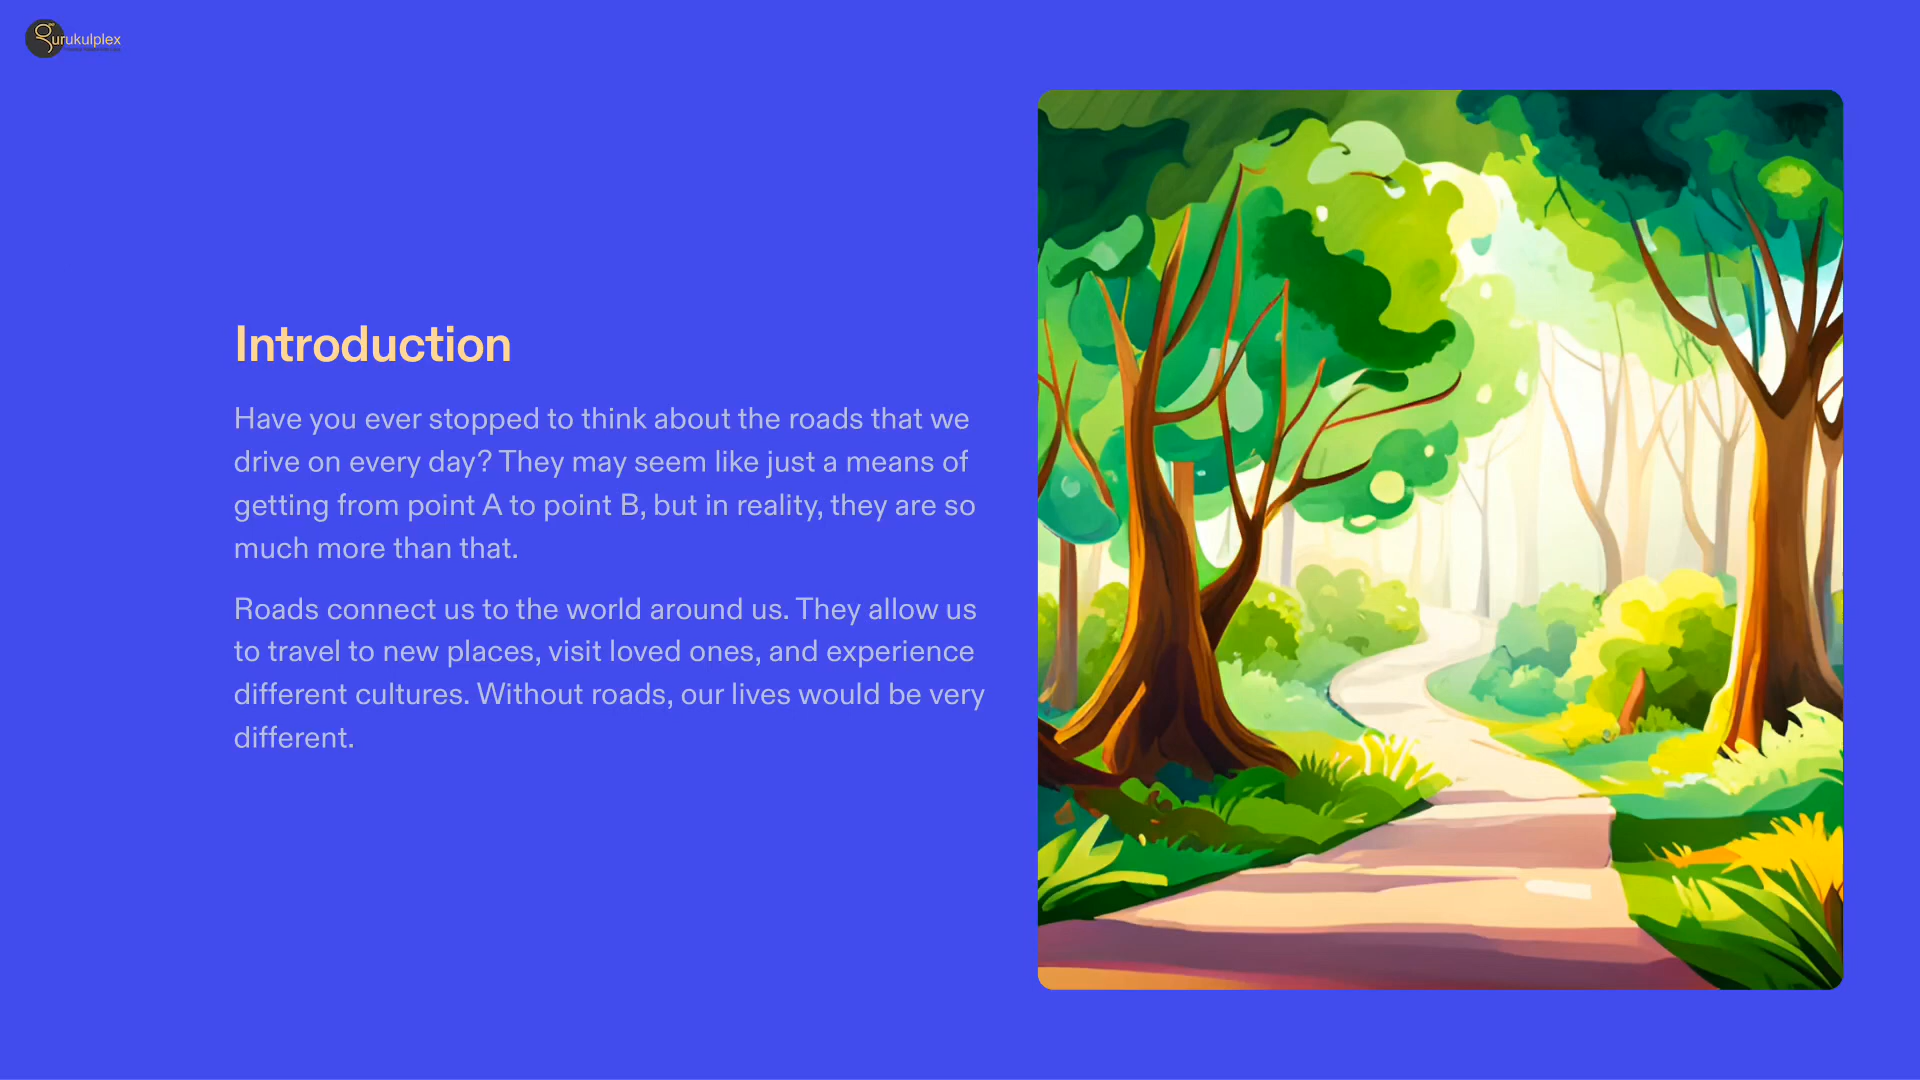 gurukulplex
Introduction
Have you ever stopped to think about the roads that we
drive on every day? They may seem like just a means of
getting from point A to point B, but in reality, they are so
much more than that.
Roads connect us to the world around us. They allow us
to travel to new places, visit loved ones, and experience
different cultures. Without roads, our lives would be very
different.